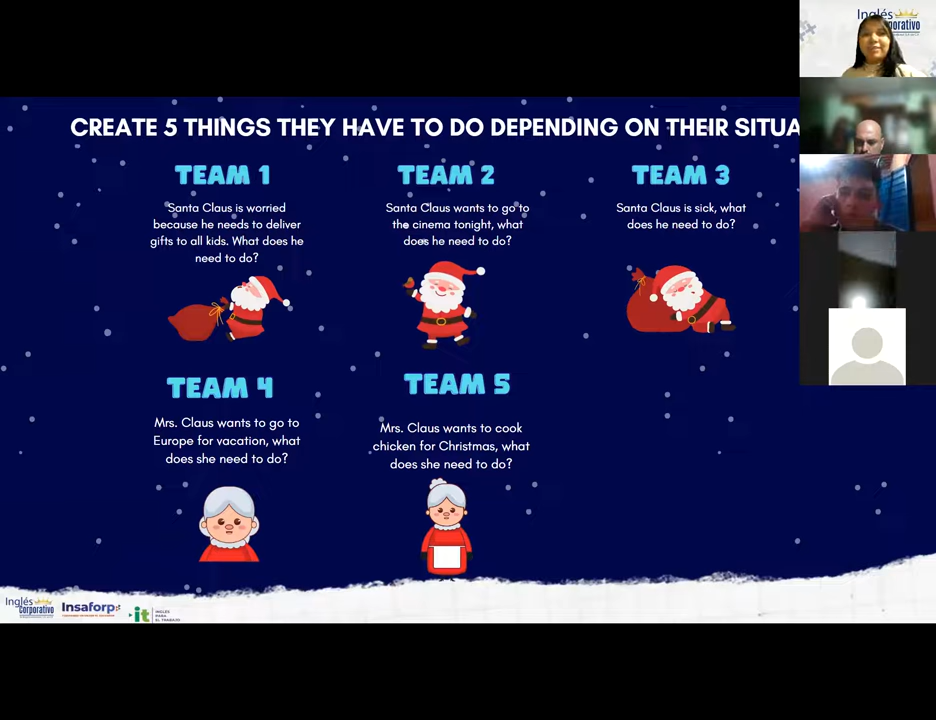 Inglés
Corporativo
CREATE 5 THINGS THEY HAVE TO DO DEPENDING ON THEIR SITUA
TEAM 1
Santa Claus is worried
because he needs to deliver
gifts to all kids. What does he
need to do?
TEAM 2
Santa Claus wants to go to
the cinema tonight, what
does he need to do?
TEAM 3
Santa Claus is sick, what
does he need to do?
TEAM 4
Mrs. Claus wants to go to
Europe for vacation, what
does she need to do?
TEAM 5
Mrs. Claus wants to cook
chicken for Christmas, what
does she need to do?
Inglés
Corporativo
Insaforp
it
INGLÉS
PARA
EL TRABAJO